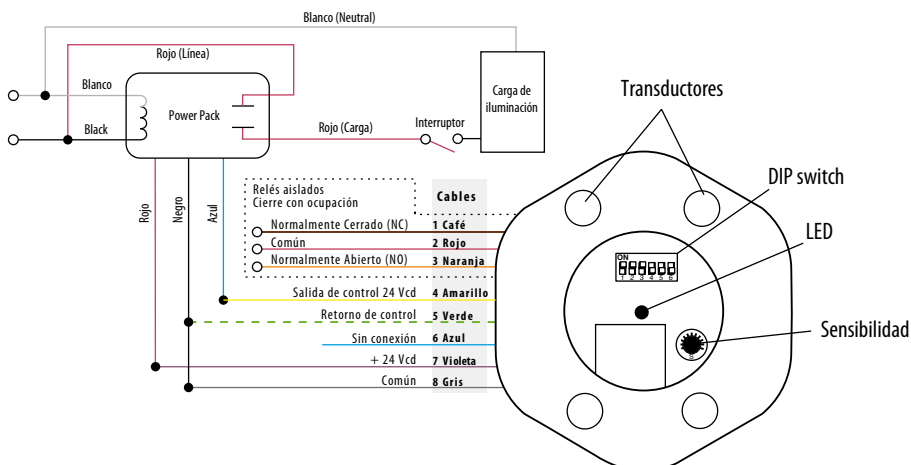 Blanco (Neutral)
Rojo (Línea)
Blanco
Black
Power Pack
Rojo (Carga)
Interruptor
Carga de
iluminación
Transductores
DIP switch
LED
Sensibilidad
Rojo
Negro
Azul
Relés aislados
Cierre con ocupación
Cables
Normalmente Cerrado (NC) 1 Café
Común 2 Rojo
Normalmente Abierto (NO) 3 Naranja
Salida de control 24 Vcd 4 Amarillo
Retorno de control 5 Verde
Sin conexión 6 Azul
+ 24 Vcd 7 Violeta
Común 8 Gris
ON
1 2 3 4 5 6